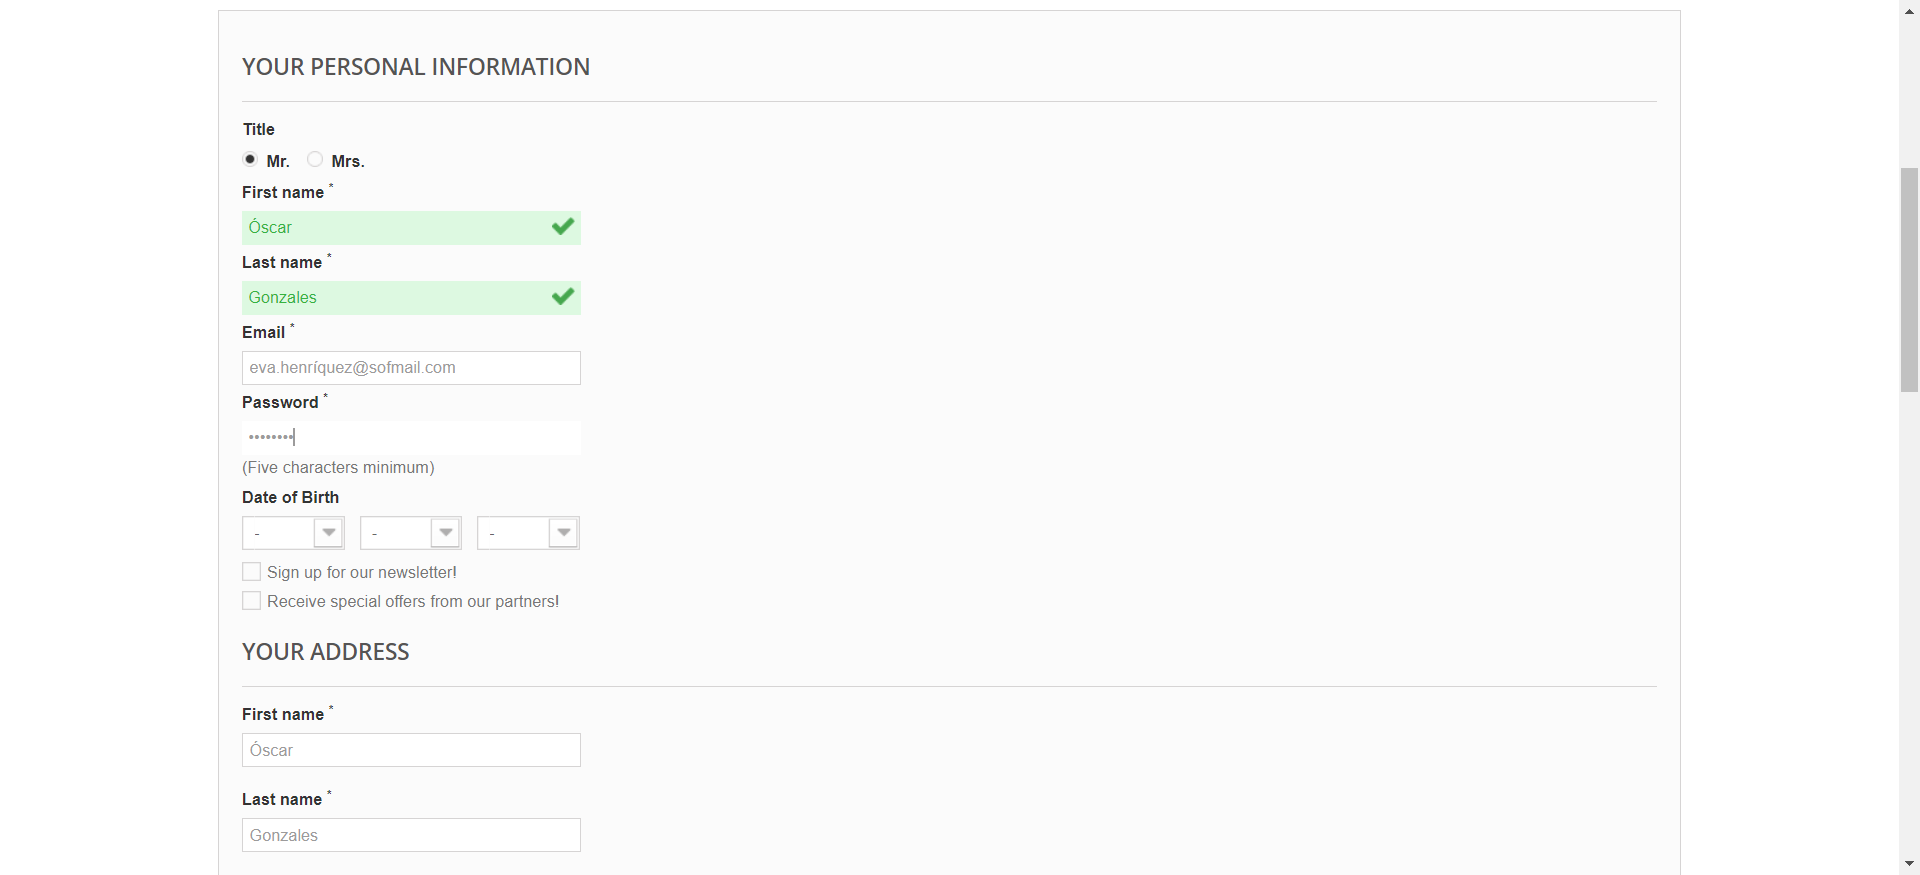 YOUR PERSONAL INFORMATION
Title
Mr. Mrs.
First name *
Óscar
Last name *
Gonzales
Email *
eva.henríquez@sofmail.com
Password *
••••••••
(Five characters minimum)
Date of Birth
- - -
Sign up for our newsletter!
Receive special offers from our partners!
YOUR ADDRESS
First name *
Óscar
Last name *
Gonzales